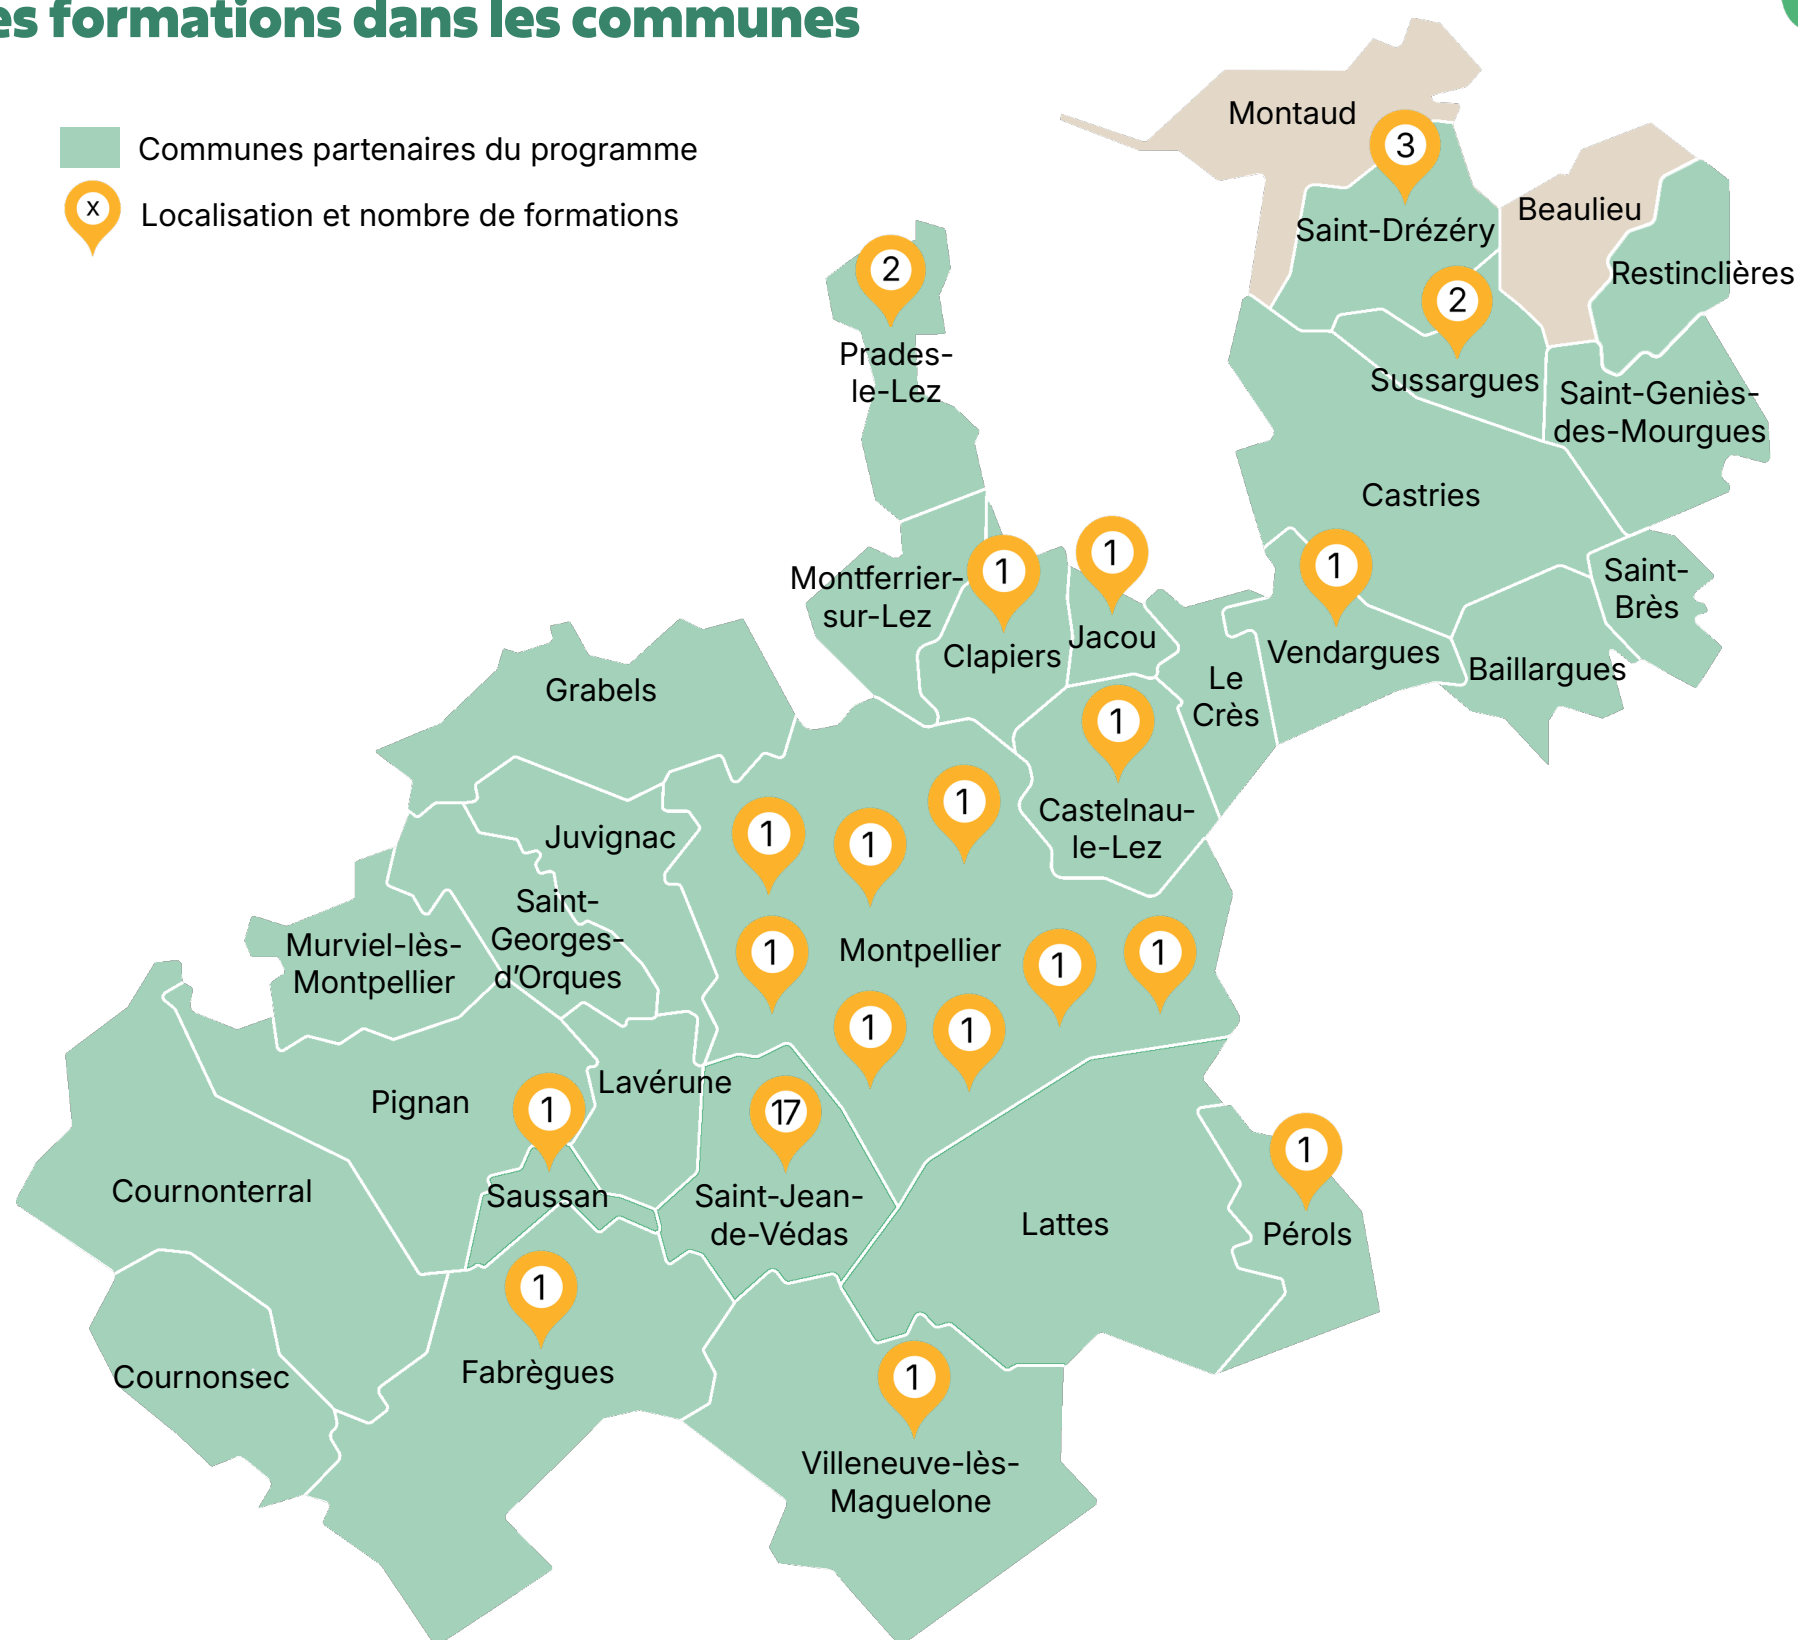 es formations dans les communes
Communes partenaires du programme
x
Localisation et nombre de formations
Montaud
3
Saint-Drézéry
Beaulieu
Restinclières
2
Prades-
le-Lez
2
Sussargues
Saint-Geniès-
des-Mourgues
Castries
Montferrier-
sur-Lez
1
Clapiers
1
Jacou
1
Vendargues
Saint-
Brès
Baillargues
Le
Crès
Grabels
1
Castelnau-
le-Lez
Juvignac
1
1
1
Saint-
Georges-
d'Orques
Murviel-lès-
Montpellier
1
Montpellier
1
1
1
1
Pignan
1
Saussan
Lavérune
17
Saint-Jean-
de-Védas
Cournonterral
Lattes
1
Pérols
1
Fabrègues
Cournonsec
1
Villeneuve-lès-
Maguelone